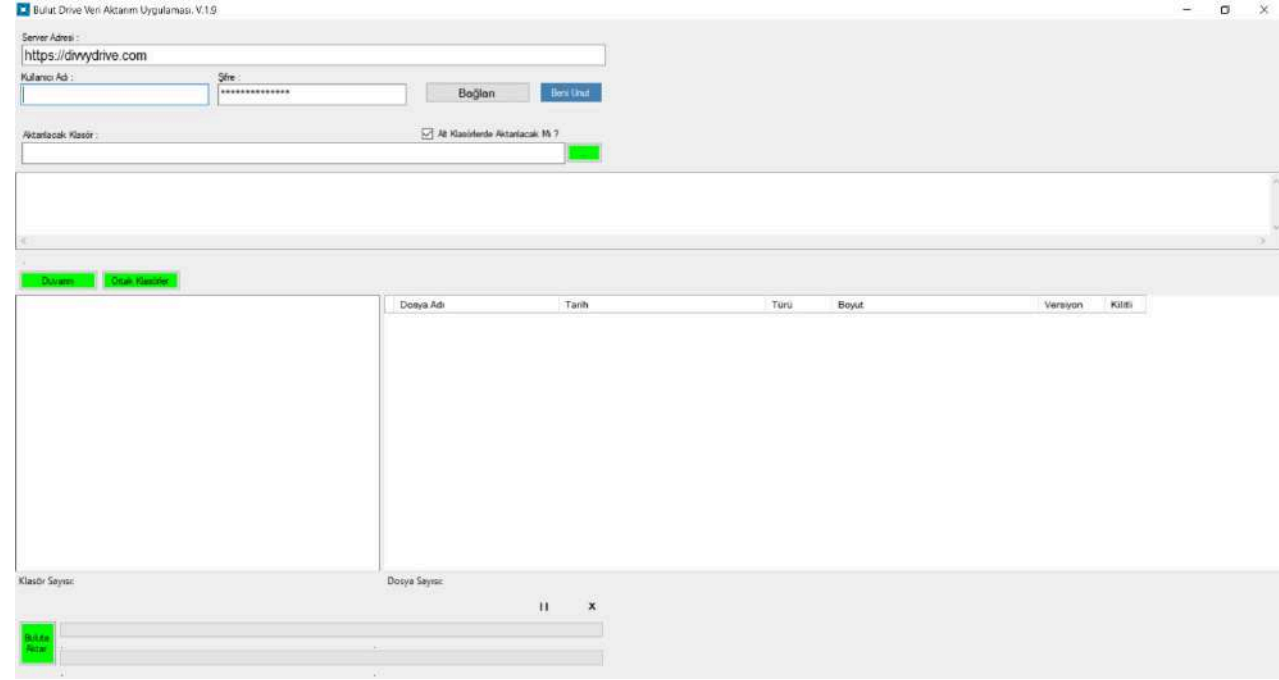 Bulut Drive Veri Aktarım Uygulaması. V.1.9
Server Adresi :
https://divvydrive.com
Kullanıcı Adı : Şifre :
************** Bağlan Beni Unut
Aktarılacak Klasör : Alt Klasörlerde Aktarılacak Mı ?
Duvarım Ortak Klasörler
Dosya Adı Tarih Türü Boyut Versiyon Kilitli
Klasör Sayısı: Dosya Sayısı:
Buluta
Aktar